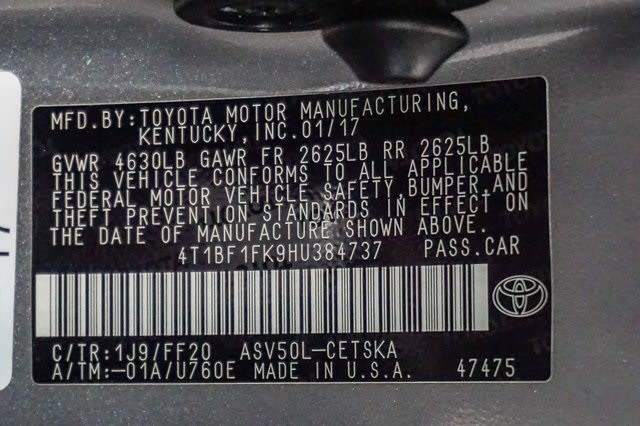 MFD.BY:TOYOTA MOTOR MANUFACTURING,
KENTUCKY,INC.01/17
GVWR 4630LB GAWR FR 2625LB RR 2625LB
THIS VEHICLE CONFORMS TO ALL APPLICABLE
FEDERAL MOTOR VEHICLE SAFETY,BUMPER,AND
THEFT PREVENTION STANDARDS IN EFFECT ON
THE DATE OF MANUFACTURE SHOWN ABOVE.
4T1BF1FK9HU384737 PASS.CAR
C/TR:1J9/FF20 ASV50L-CETSKA
A/TM:-01A/U760E MADE IN U.S.A. 47475